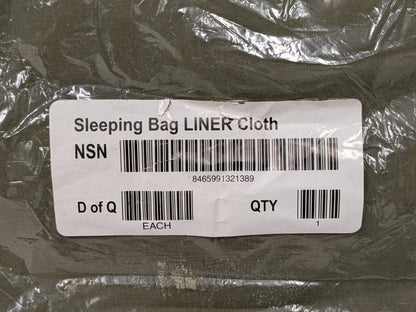 Sleeping Bag LINER Cloth
NSN
8465991321389
D of Q QTY
EACH 1